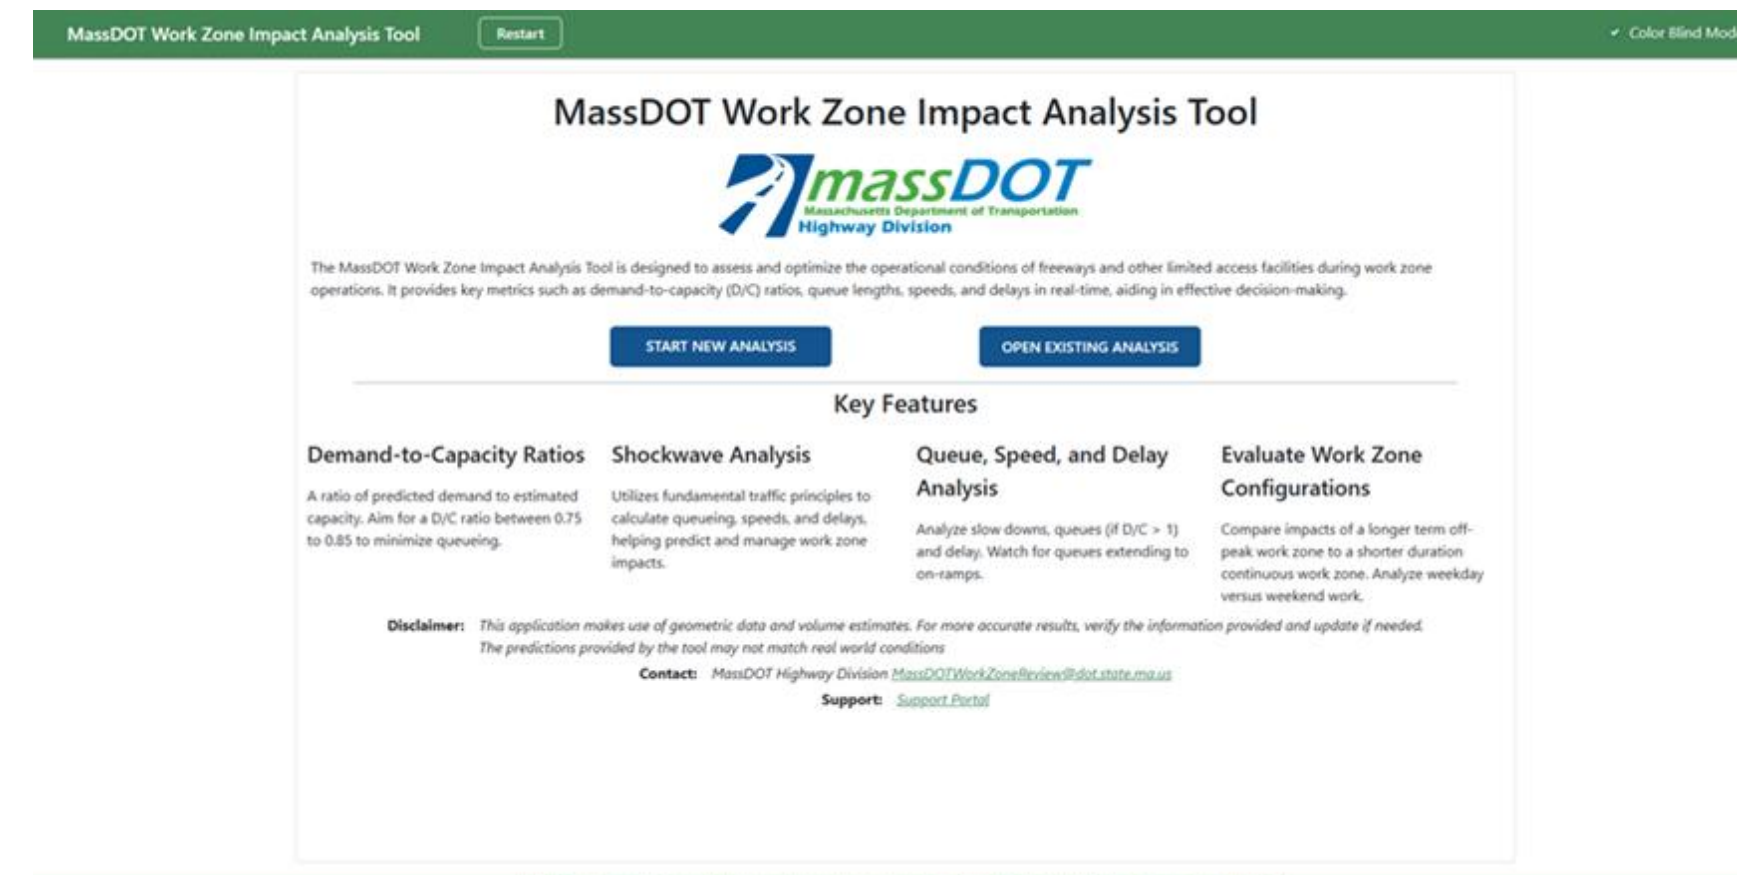 MassDOT Work Zone Impact Analysis Tool Restart ✓ Color Blind Mod
MassDOT Work Zone Impact Analysis Tool
massDOT
Massachusetts Department of Transportation
Highway Division
The MassDOT Work Zone Impact Analysis Tool is designed to assess and optimize the operational conditions of freeways and other limited access facilities during work zone
operations. It provides key metrics such as demand-to-capacity (D/C) ratios, queue lengths, speeds, and delays in real-time, aiding in effective decision-making.
START NEW ANALYSIS OPEN EXISTING ANALYSIS
Key Features
Demand-to-Capacity Ratios
A ratio of predicted demand to estimated
capacity. Aim for a D/C ratio between 0.75
to 0.85 to minimize queueing.
Shockwave Analysis
Utilizes fundamental traffic principles to
calculate queueing, speeds, and delays,
helping predict and manage work zone
impacts.
Queue, Speed, and Delay
Analysis
Analyze slow downs, queues (if D/C > 1)
and delay. Watch for queues extending to
on-ramps.
Evaluate Work Zone
Configurations
Compare impacts of a longer term off-
peak work zone to a shorter duration
continuous work zone. Analyze weekday
versus weekend work.
Disclaimer: This application makes use of geometric data and volume estimates. For more accurate results, verify the information provided and update if needed.
The predictions provided by the tool may not match real world conditions
Contact: MassDOT Highway Division MassDOTWorkZoneReview@dot.state.ma.us
Support: Support Portal